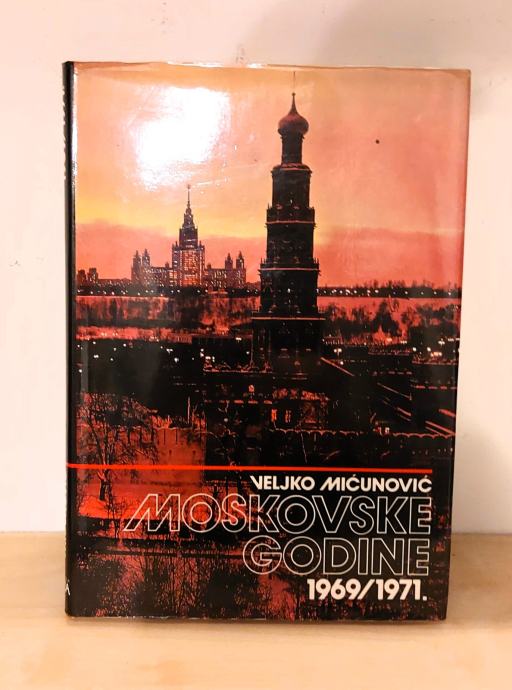 VELJKO MIĆUNOVIĆ
MOSKOVSKE
GODINE
1969/1971.